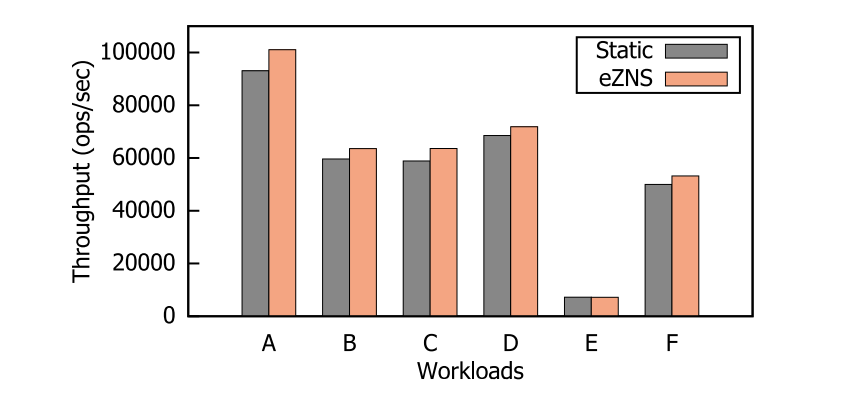 Throughput (ops/sec)
100000
80000
60000
40000
20000
0
Static
eZNS
A B C D E F
Workloads